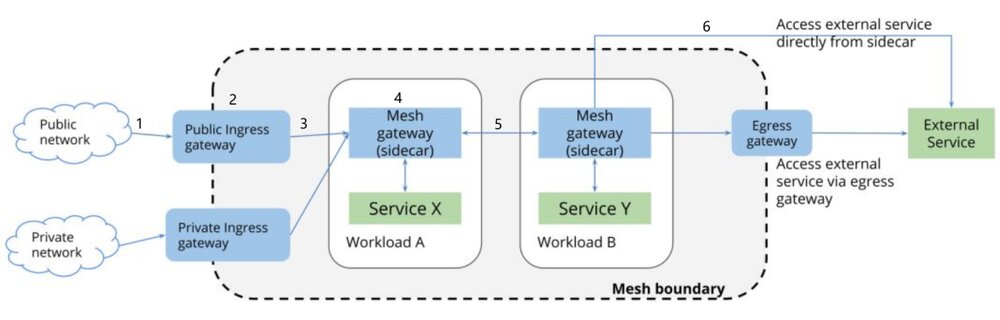 6
Access external service
directly from sidecar
2
4
Public
network
1
Public Ingress
gateway
3
Mesh
gateway
(sidecar)
5
Mesh
gateway
(sidecar)
Egress
gateway
External
Service
Access external
service via egress
gateway
Service X
Service Y
Private
network
Private Ingress
gateway
Workload A
Workload B
Mesh boundary